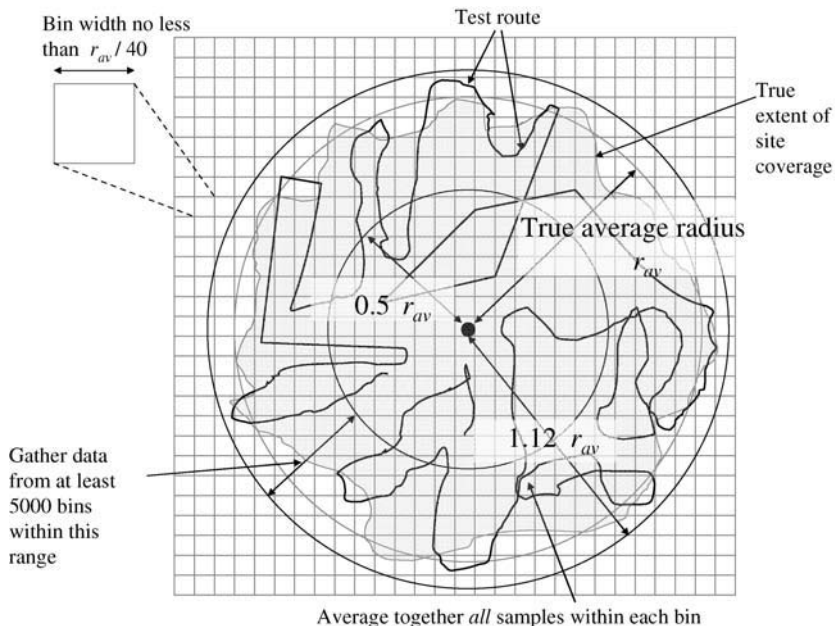 Bin width no less
than r_av / 40
Test route
True
extent of
site
coverage
True average radius
r_av
0.5 r_av
1.12 r_av
Gather data
from at least
5000 bins
within this
range
Average together all samples within each bin